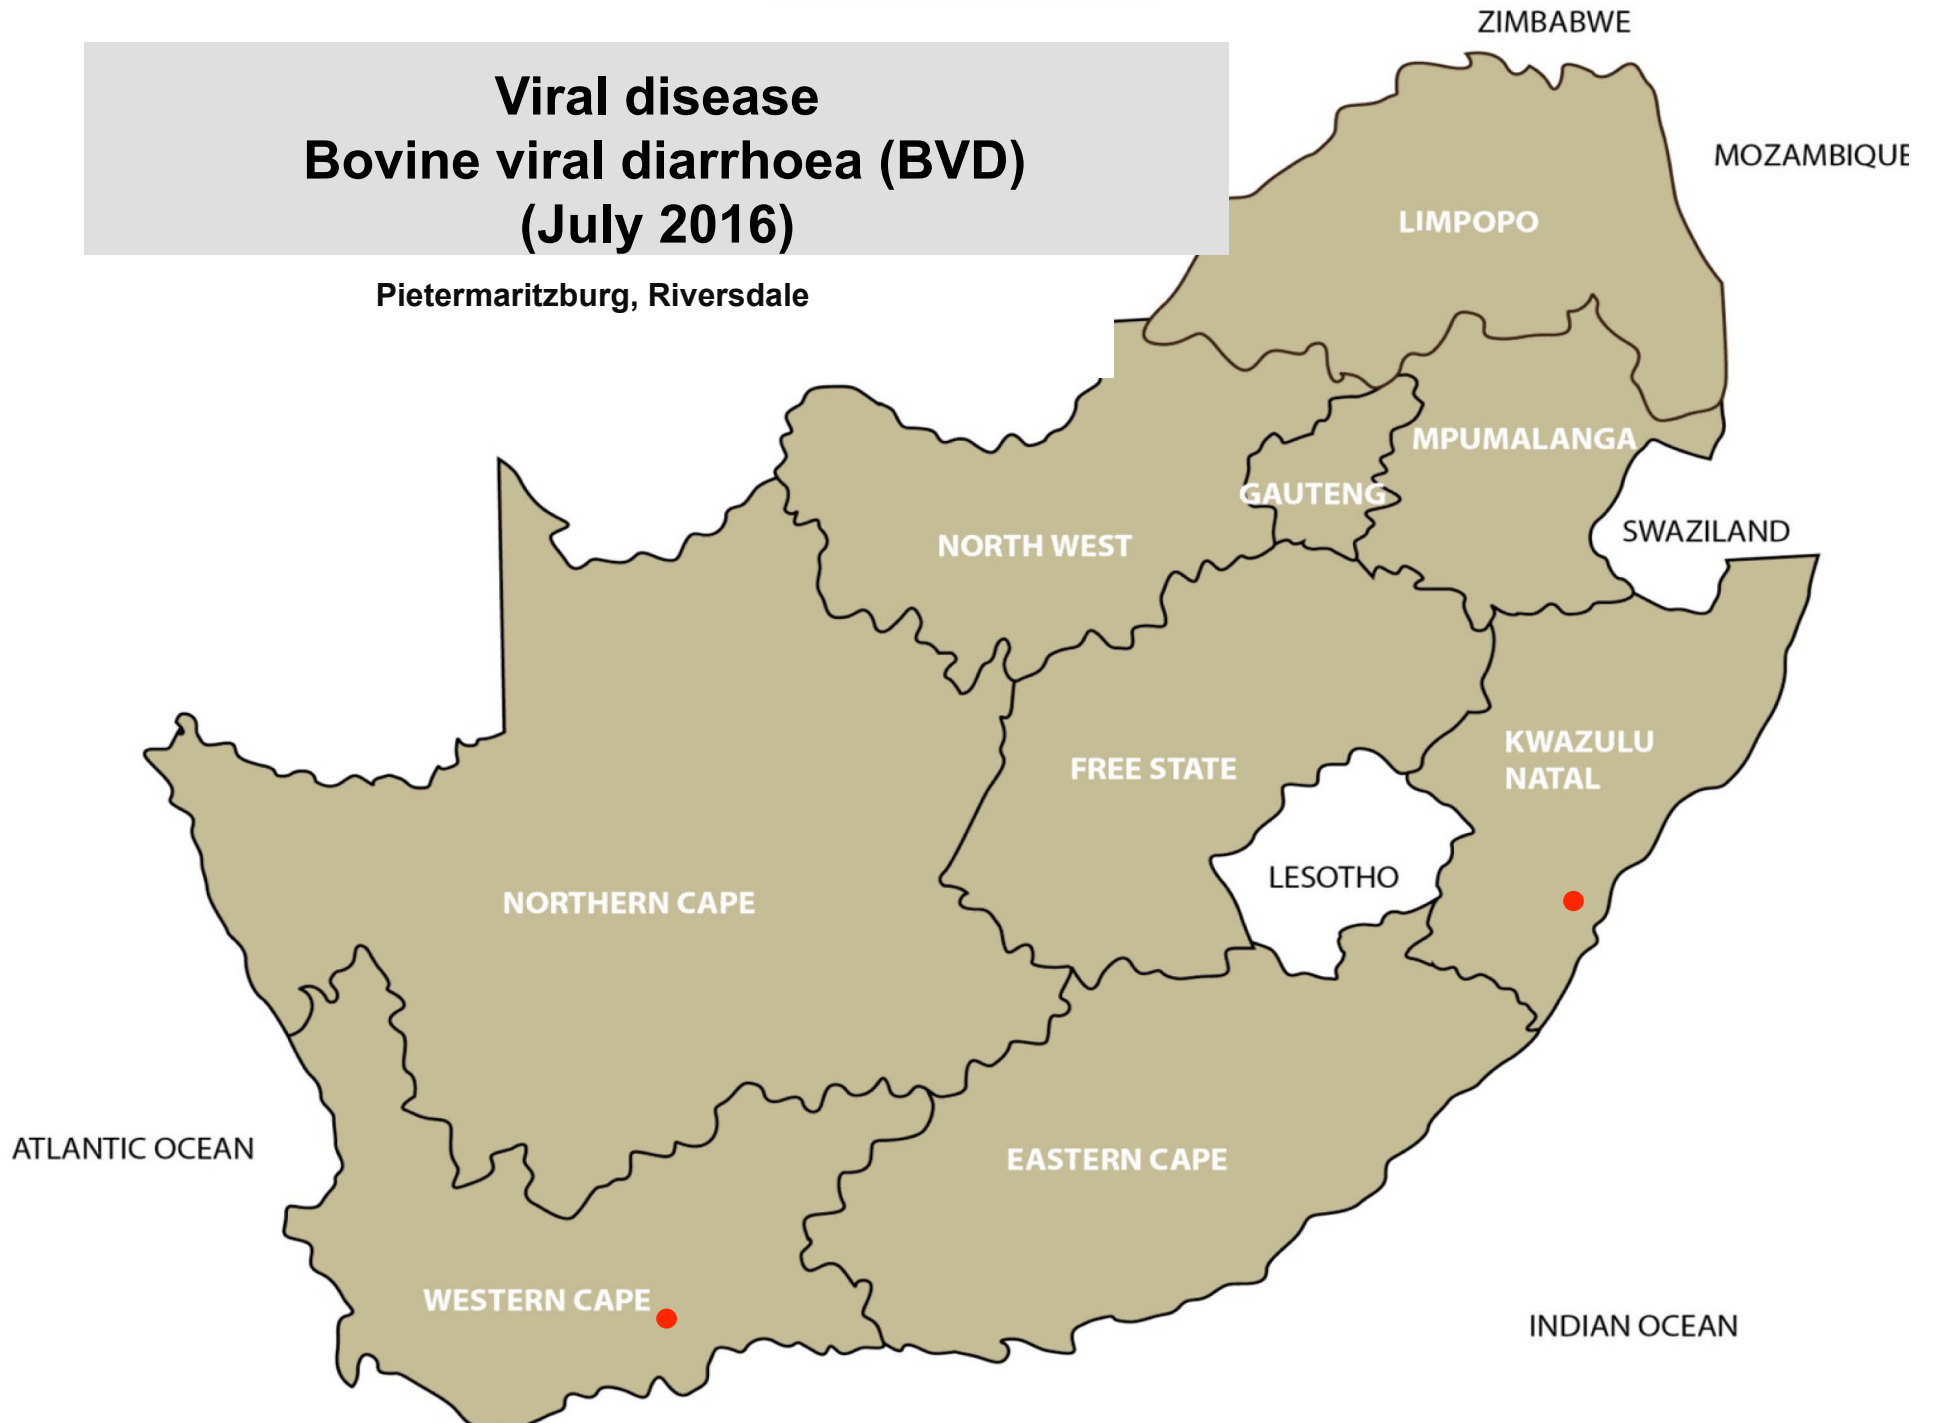 ZIMBABWE
Viral disease
Bovine viral diarrhoea (BVD)
(July 2016)
MOZAMBIQUE
LIMPOPO
Pietermaritzburg, Riversdale
MPUMALANGA
GAUTENG
SWAZILAND
NORTH WEST
KWAZULU
NATAL
FREE STATE
LESOTHO
NORTHERN CAPE
ATLANTIC OCEAN
EASTERN CAPE
WESTERN CAPE
INDIAN OCEAN